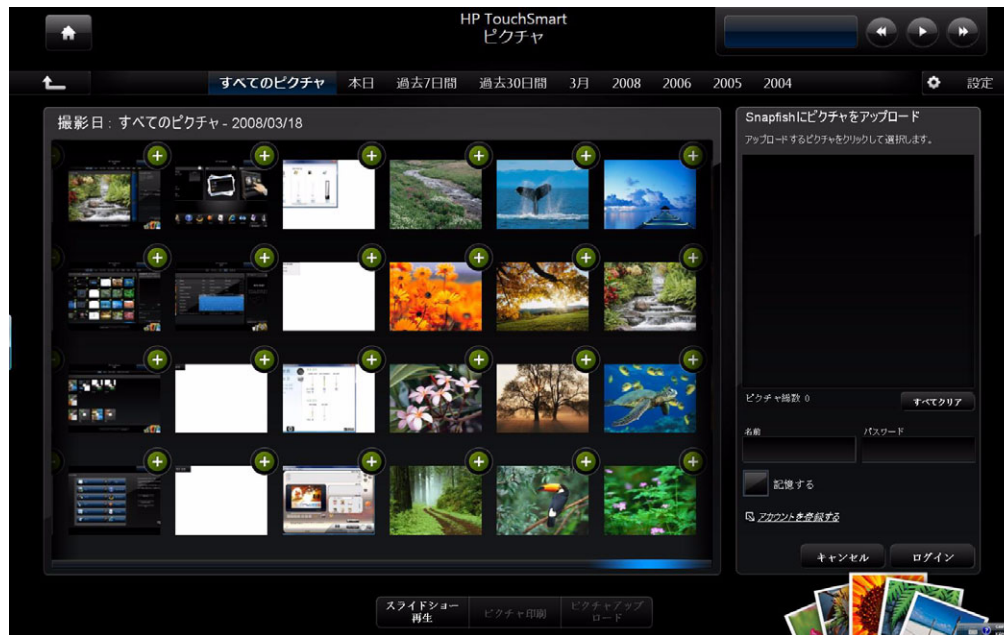 HP TouchSmart
ピクチャ
すべてのピクチャ 本日 過去7日間 過去30日間 3月 2008 2006 2005 2004 設定
撮影日: すべてのピクチャ - 2008/03/18
Snapfishにピクチャをアップロード
アップロードするピクチャをクリックして選択します。
ピクチャ総数 0
すべてクリア
名前 パスワード
記憶する
アカウントを登録する
キャンセル ログイン
スライドショー
再生
ピクチャ印刷
ピクチャアップ
ロード